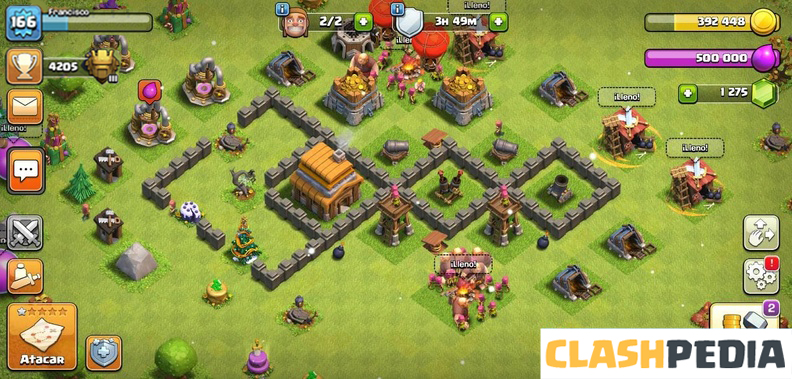 166
Francisco
2/2
3h 49m
392 448
4205
500 000
1 275
¡Lleno!
¡Lleno!
¡Lleno!
¡Lleno!
¡Lleno!
2
Atacar
CLASHPEDIA